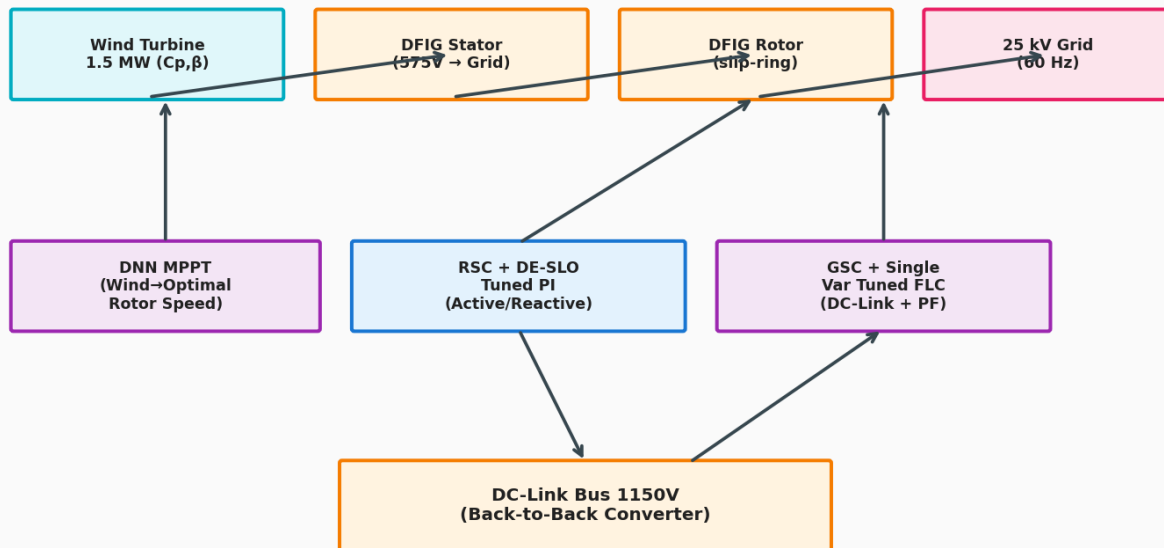 Wind Turbine
1.5 MW (Cp,β)
DFIG Stator
(575V → Grid)
DFIG Rotor
(slip-ring)
25 kV Grid
(60 Hz)
DNN MPPT
(Wind→Optimal
Rotor Speed)
RSC + DE-SLO
Tuned PI
(Active/Reactive)
GSC + Single
Var Tuned FLC
(DC-Link + PF)
DC-Link Bus 1150V
(Back-to-Back Converter)